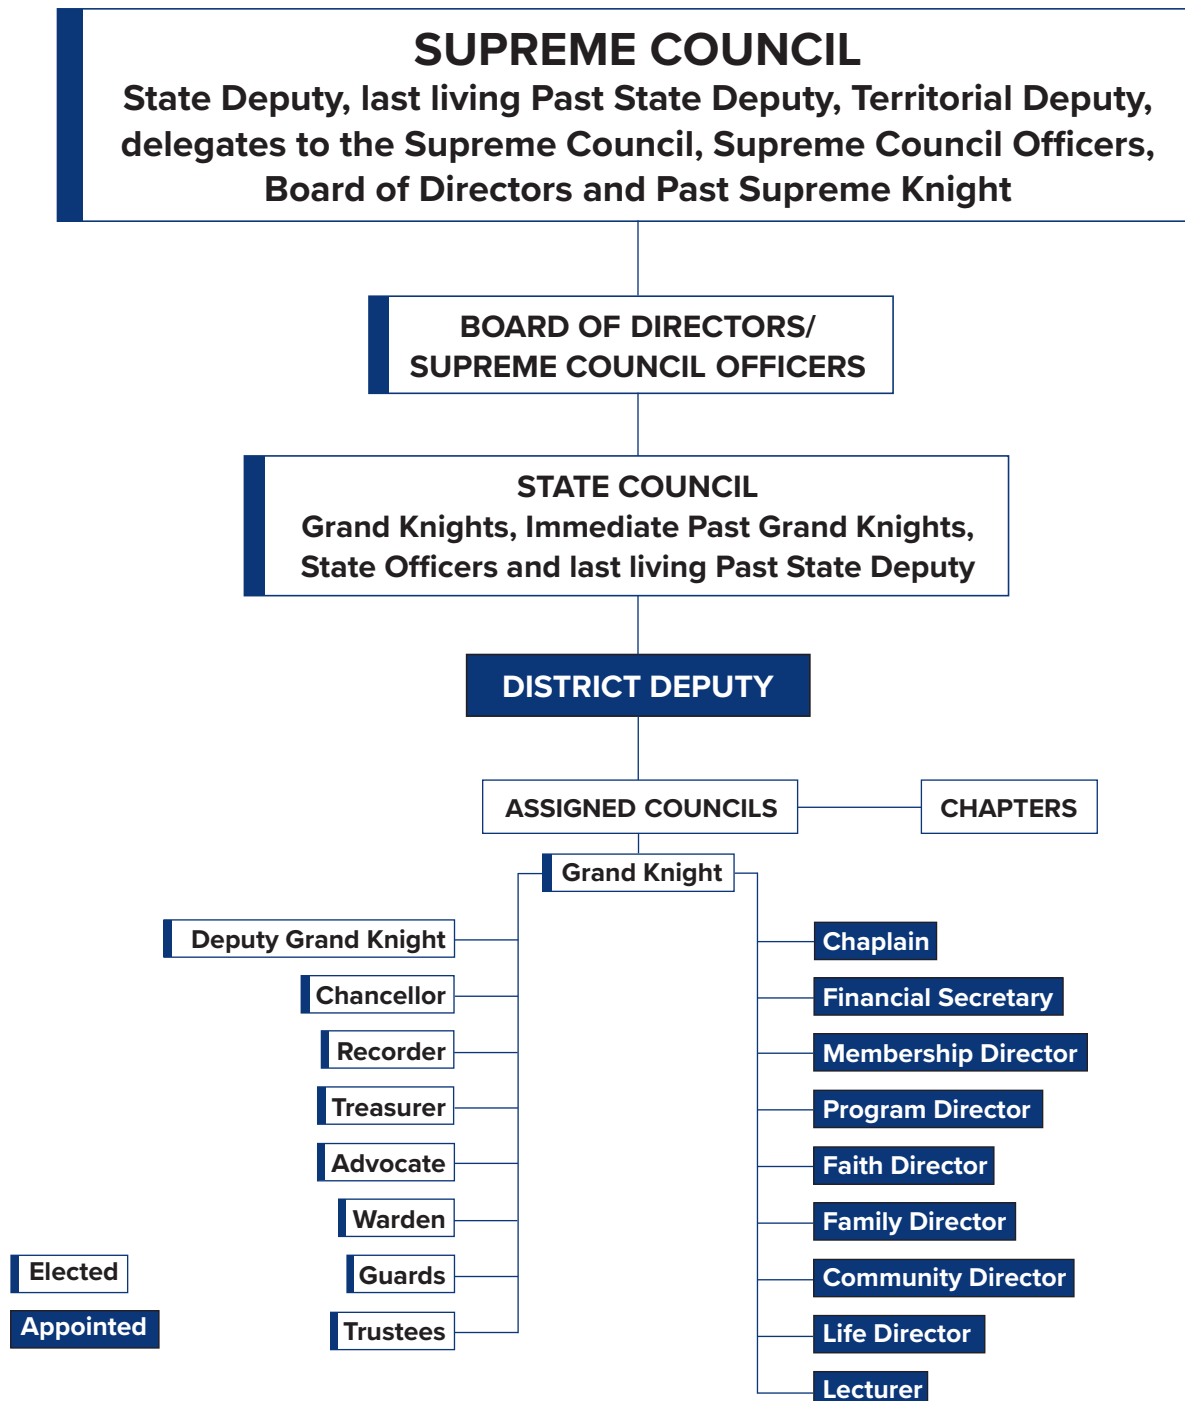 SUPREME COUNCIL
State Deputy, last living Past State Deputy, Territorial Deputy,
delegates to the Supreme Council, Supreme Council Officers,
Board of Directors and Past Supreme Knight
BOARD OF DIRECTORS/
SUPREME COUNCIL OFFICERS
STATE COUNCIL
Grand Knights, Immediate Past Grand Knights,
State Officers and last living Past State Deputy
DISTRICT DEPUTY
ASSIGNED COUNCILS
CHAPTERS
Grand Knight
Deputy Grand Knight
Chancellor
Recorder
Treasurer
Advocate
Warden
Guards
Trustees
Chaplain
Financial Secretary
Membership Director
Program Director
Faith Director
Family Director
Community Director
Life Director
Lecturer
Elected
Appointed